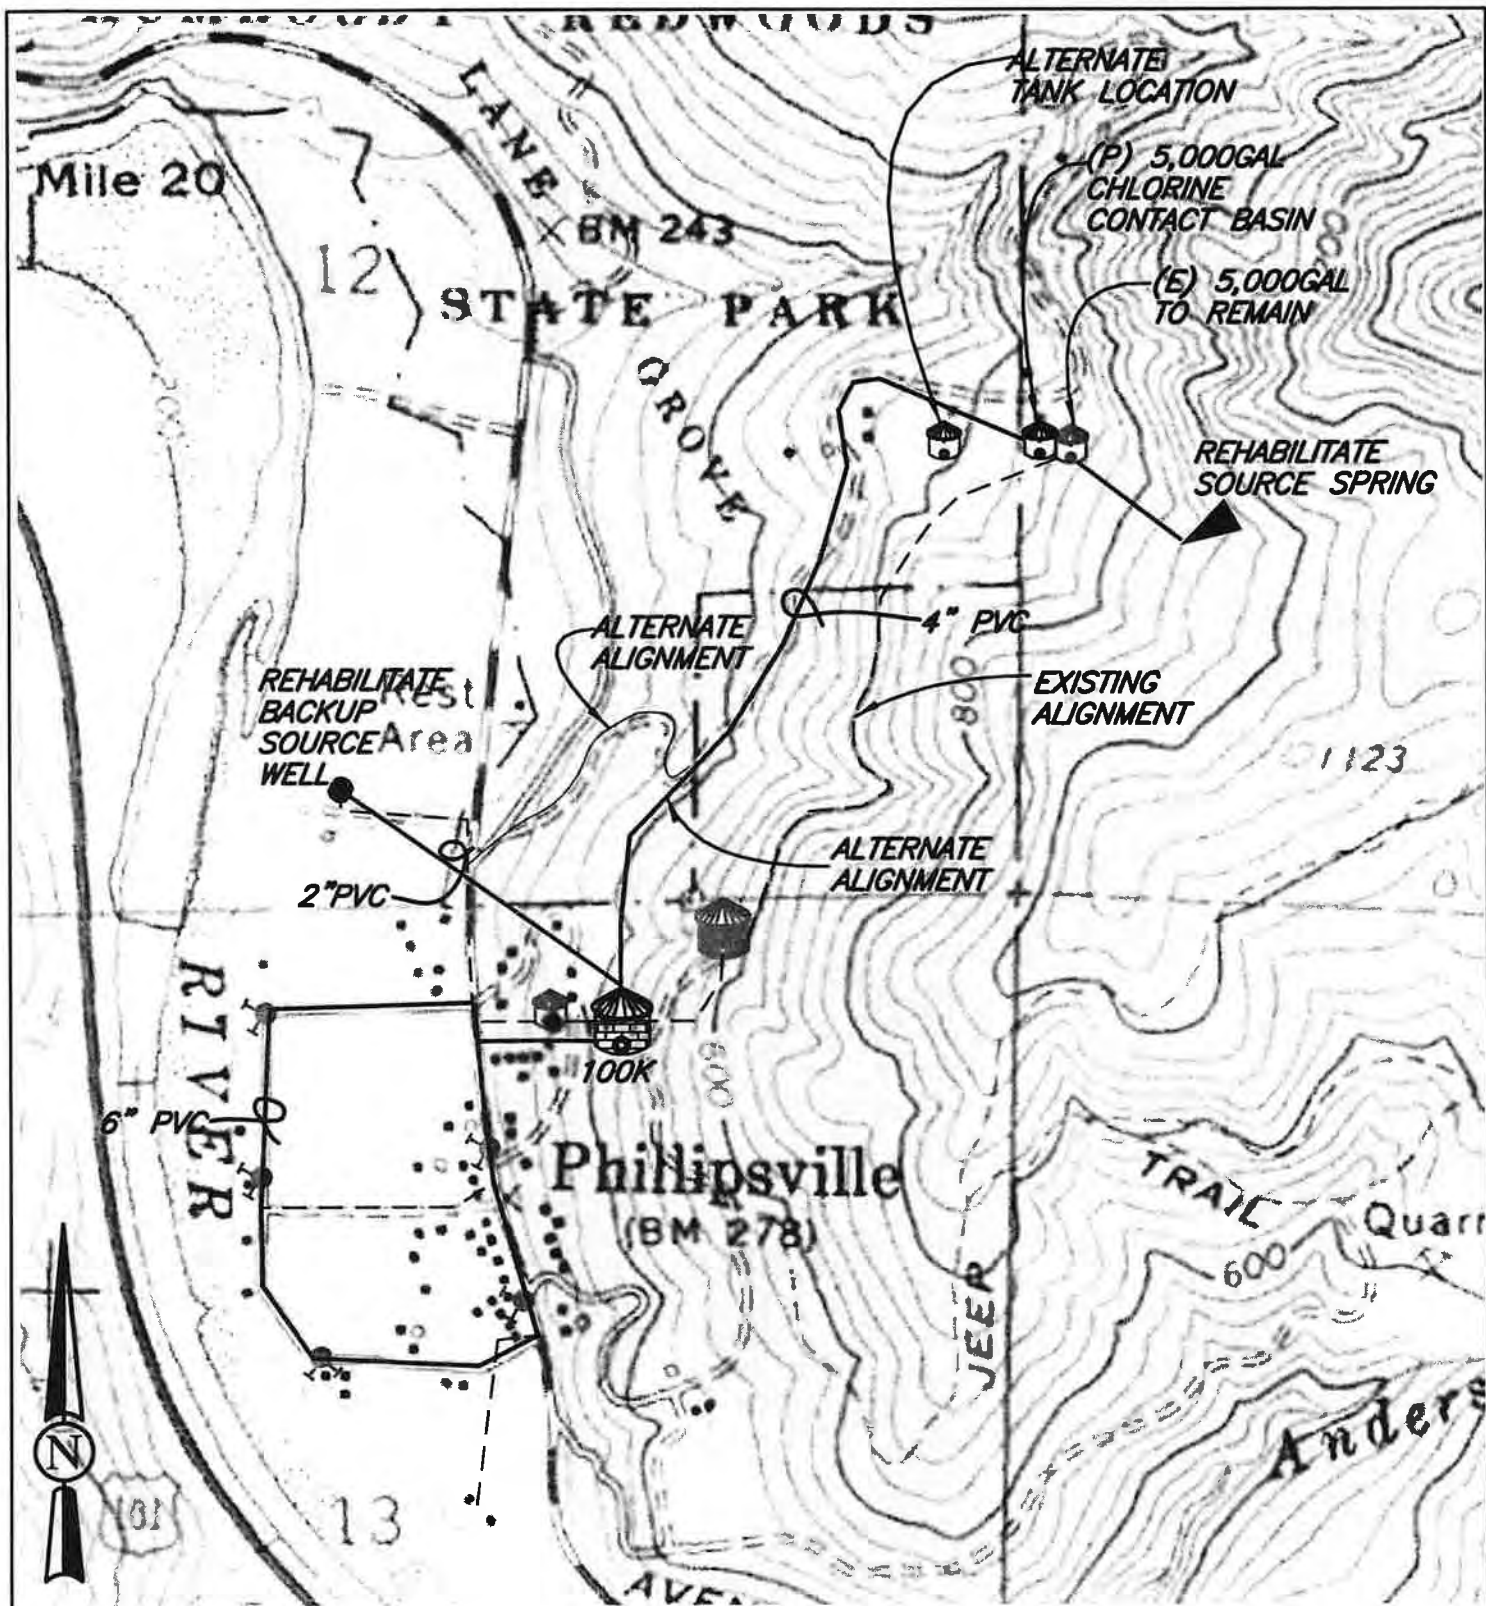 REDWOODS
LANE
ALTERNATE
TANK LOCATION
Mile 20
(P) 5,000GAL
CHLORINE
CONTACT BASIN
BM 243
12
(E) 5,000GAL
TO REMAIN
800
STATE PARK
GROVE
REHABILITATE
SOURCE SPRING
ALTERNATE
ALIGNMENT
4" PVC
REHABILITATE
BACKUP
SOURCE
WELL
Rest
Area
EXISTING
ALIGNMENT
800
1123
ALTERNATE
ALIGNMENT
2"PVC
RIVER
100K
600
6" PVC
Phillipsville
(BM 278)
TRAIL
Quarr
600
JEEP
Anders
N
101
13
AVEN